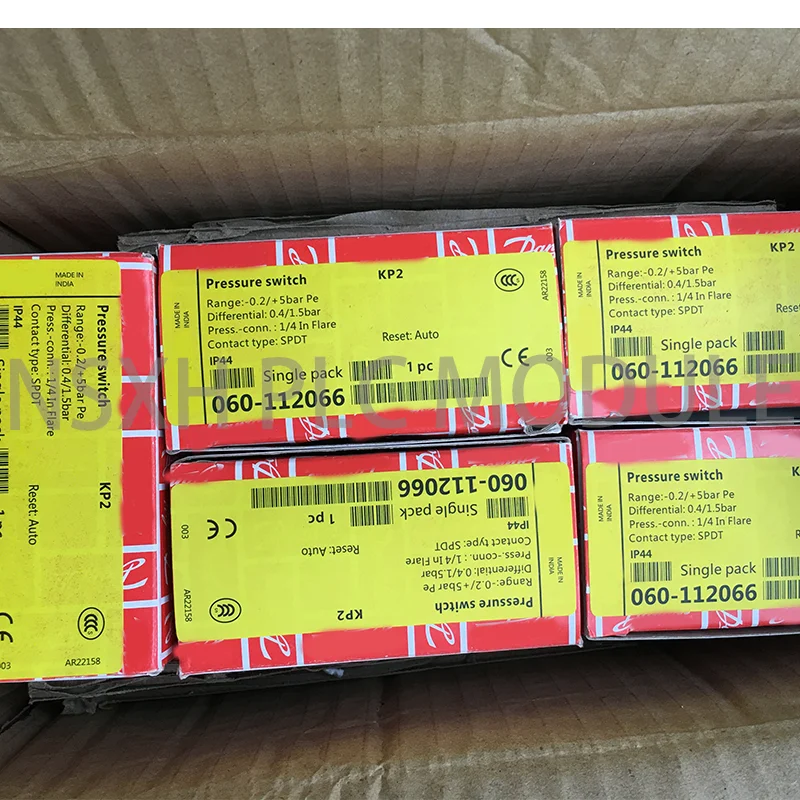 MADE IN
INDIA
Pressure switch
KP2
Range:-0.2/+5bar Pe
Differential:0.4/1.5bar
Press.-conn.: 1/4 In Flare
Contact type: SPDT
Reset: Auto
IP44
1 pc
003
AR22158
MADE IN
INDIA
Pressure switch
KP2
Range:-0.2/+5bar Pe
Differential: 0.4/1.5bar
Press.-conn. : 1/4 In Flare
Contact type: SPDT
Reset: Auto
IP44
Single pack
1 pc
060-112066
AR22158
003
MADE IN
INDIA
Pressure switch
KP2
Range:-0.2/+5bar Pe
Differential: 0.4/1.5bar
Press.-conn. : 1/4 In Flare
Contact type: SPDT
IP44
Single pack
060-112066
MADE IN
INDIA
Pressure switch
KP2
Range:-0.2/+5bar Pe
Differential: 0.4/1.5bar
Press.-conn. : 1/4 In Flare
Contact type: SPDT
Reset: Auto
IP44
Single pack
1 pc
060-112066
AR22158
003
MADE IN
INDIA
Pressure switch
Range:-0.2/+5bar Pe
Differential: 0.4/1.5bar
Press.-conn. : 1/4 In Flare
Contact type: SPDT
IP44
Single pack
060-112066
NSXH PLC MODULE